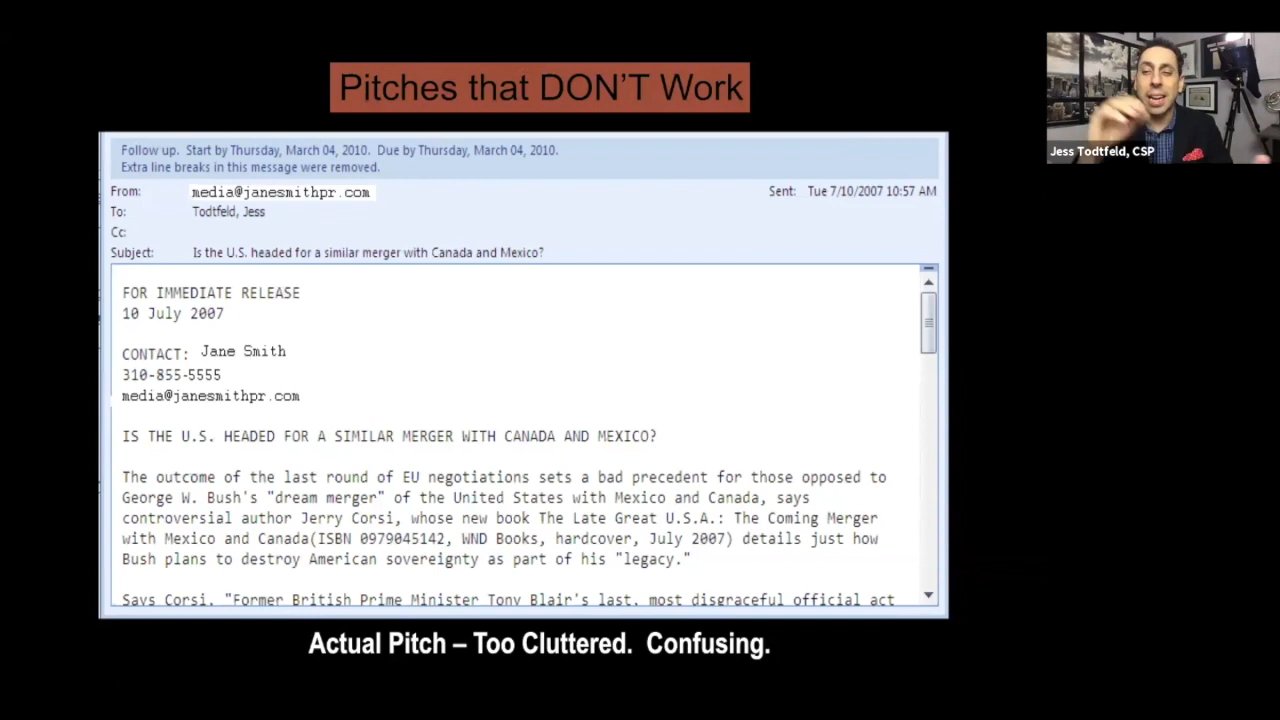 Pitches that DON'T Work
Jess Todtfeld, CSP
Follow up. Start by Thursday, March 04, 2010. Due by Thursday, March 04, 2010.
Extra line breaks in this message were removed.
From: media@janesmithpr.com Sent: Tue 7/10/2007 10:57 AM
To: Todtfeld, Jess
Cc:
Subject: Is the U.S. headed for a similar merger with Canada and Mexico?
FOR IMMEDIATE RELEASE
10 July 2007
CONTACT: Jane Smith
310-855-5555
media@janesmithpr.com
IS THE U.S. HEADED FOR A SIMILAR MERGER WITH CANADA AND MEXICO?
The outcome of the last round of EU negotiations sets a bad precedent for those opposed to
George W. Bush's "dream merger" of the United States with Mexico and Canada, says
controversial author Jerry Corsi, whose new book The Late Great U.S.A.: The Coming Merger
with Mexico and Canada(ISBN 0979045142, WND Books, hardcover, July 2007) details just how
Bush plans to destroy American sovereignty as part of his "legacy."
Says Corsi, "Former British Prime Minister Tony Blair's last, most disgraceful official act
Actual Pitch – Too Cluttered. Confusing.